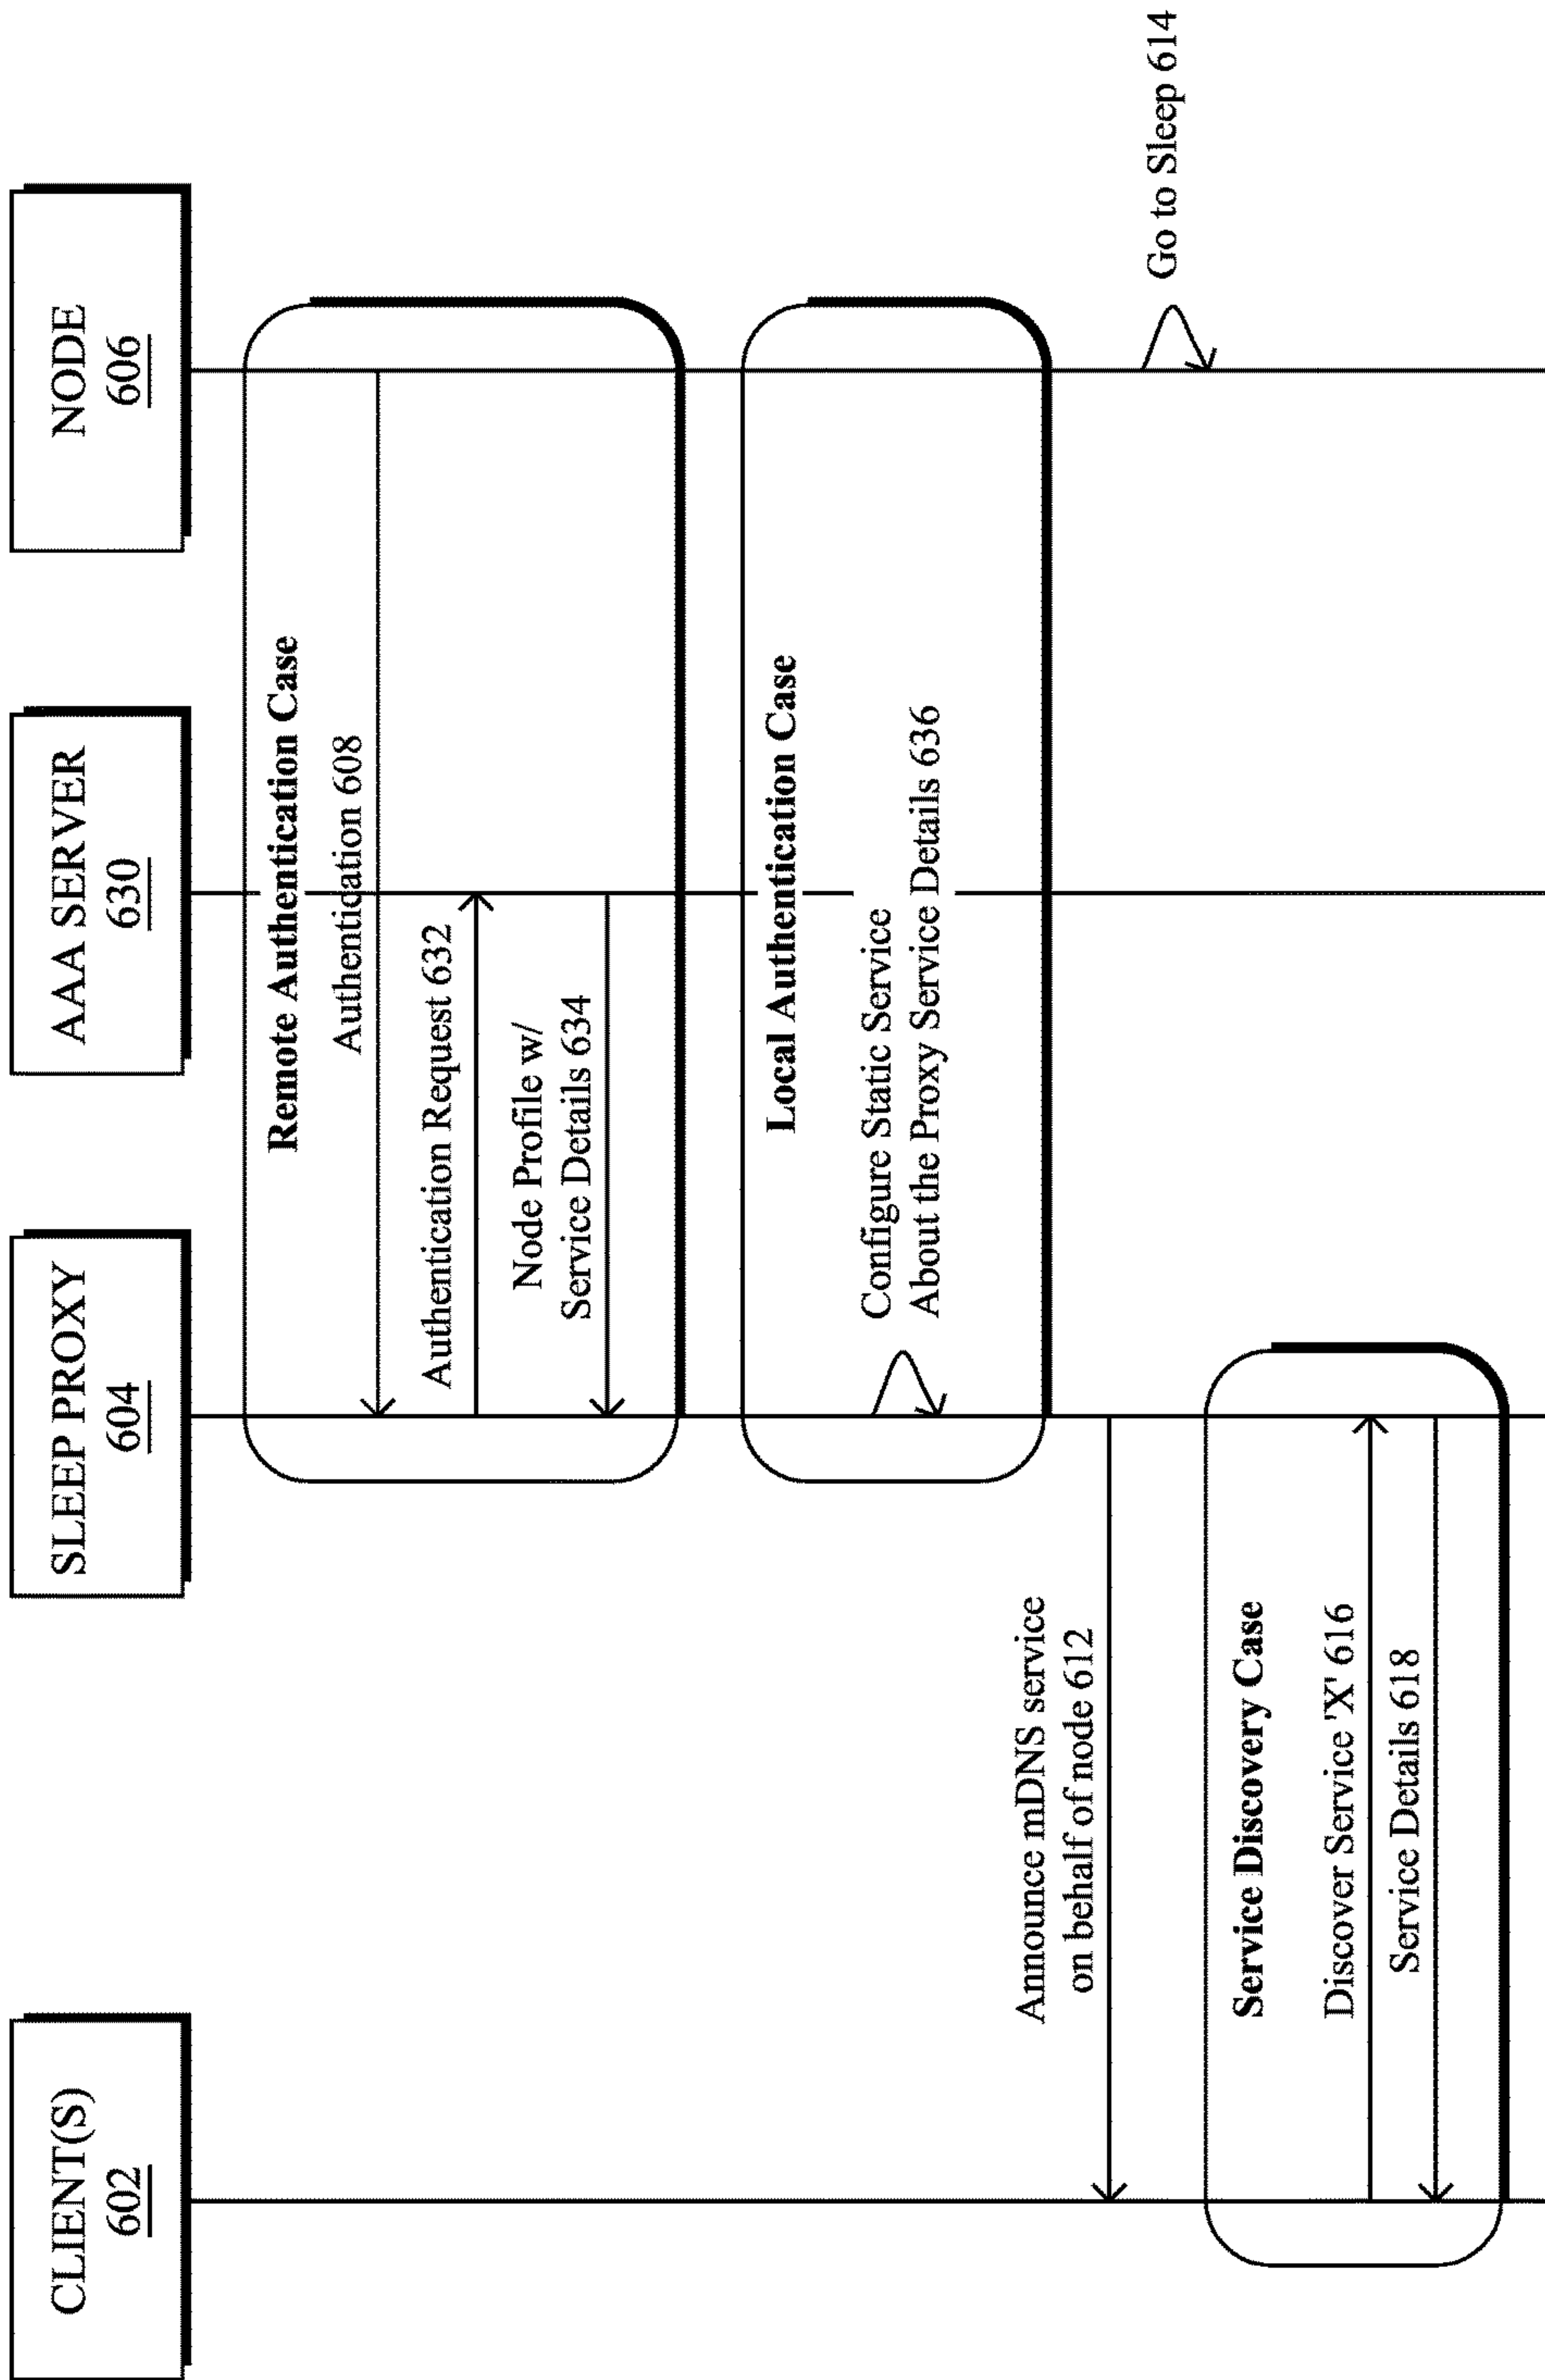 CLIENT(S)
602
SLEEP PROXY
604
AAA SERVER
630
NODE
606
Remote Authentication Case
Authentication 608
Authentication Request 632
Node Profile w/
Service Details 634
Local Authentication Case
Configure Static Service
About the Proxy Service Details 636
Announce mDNS service
on behalf of node 612
Go to Sleep 614
Service Discovery Case
Discover Service 'X' 616
Service Details 618